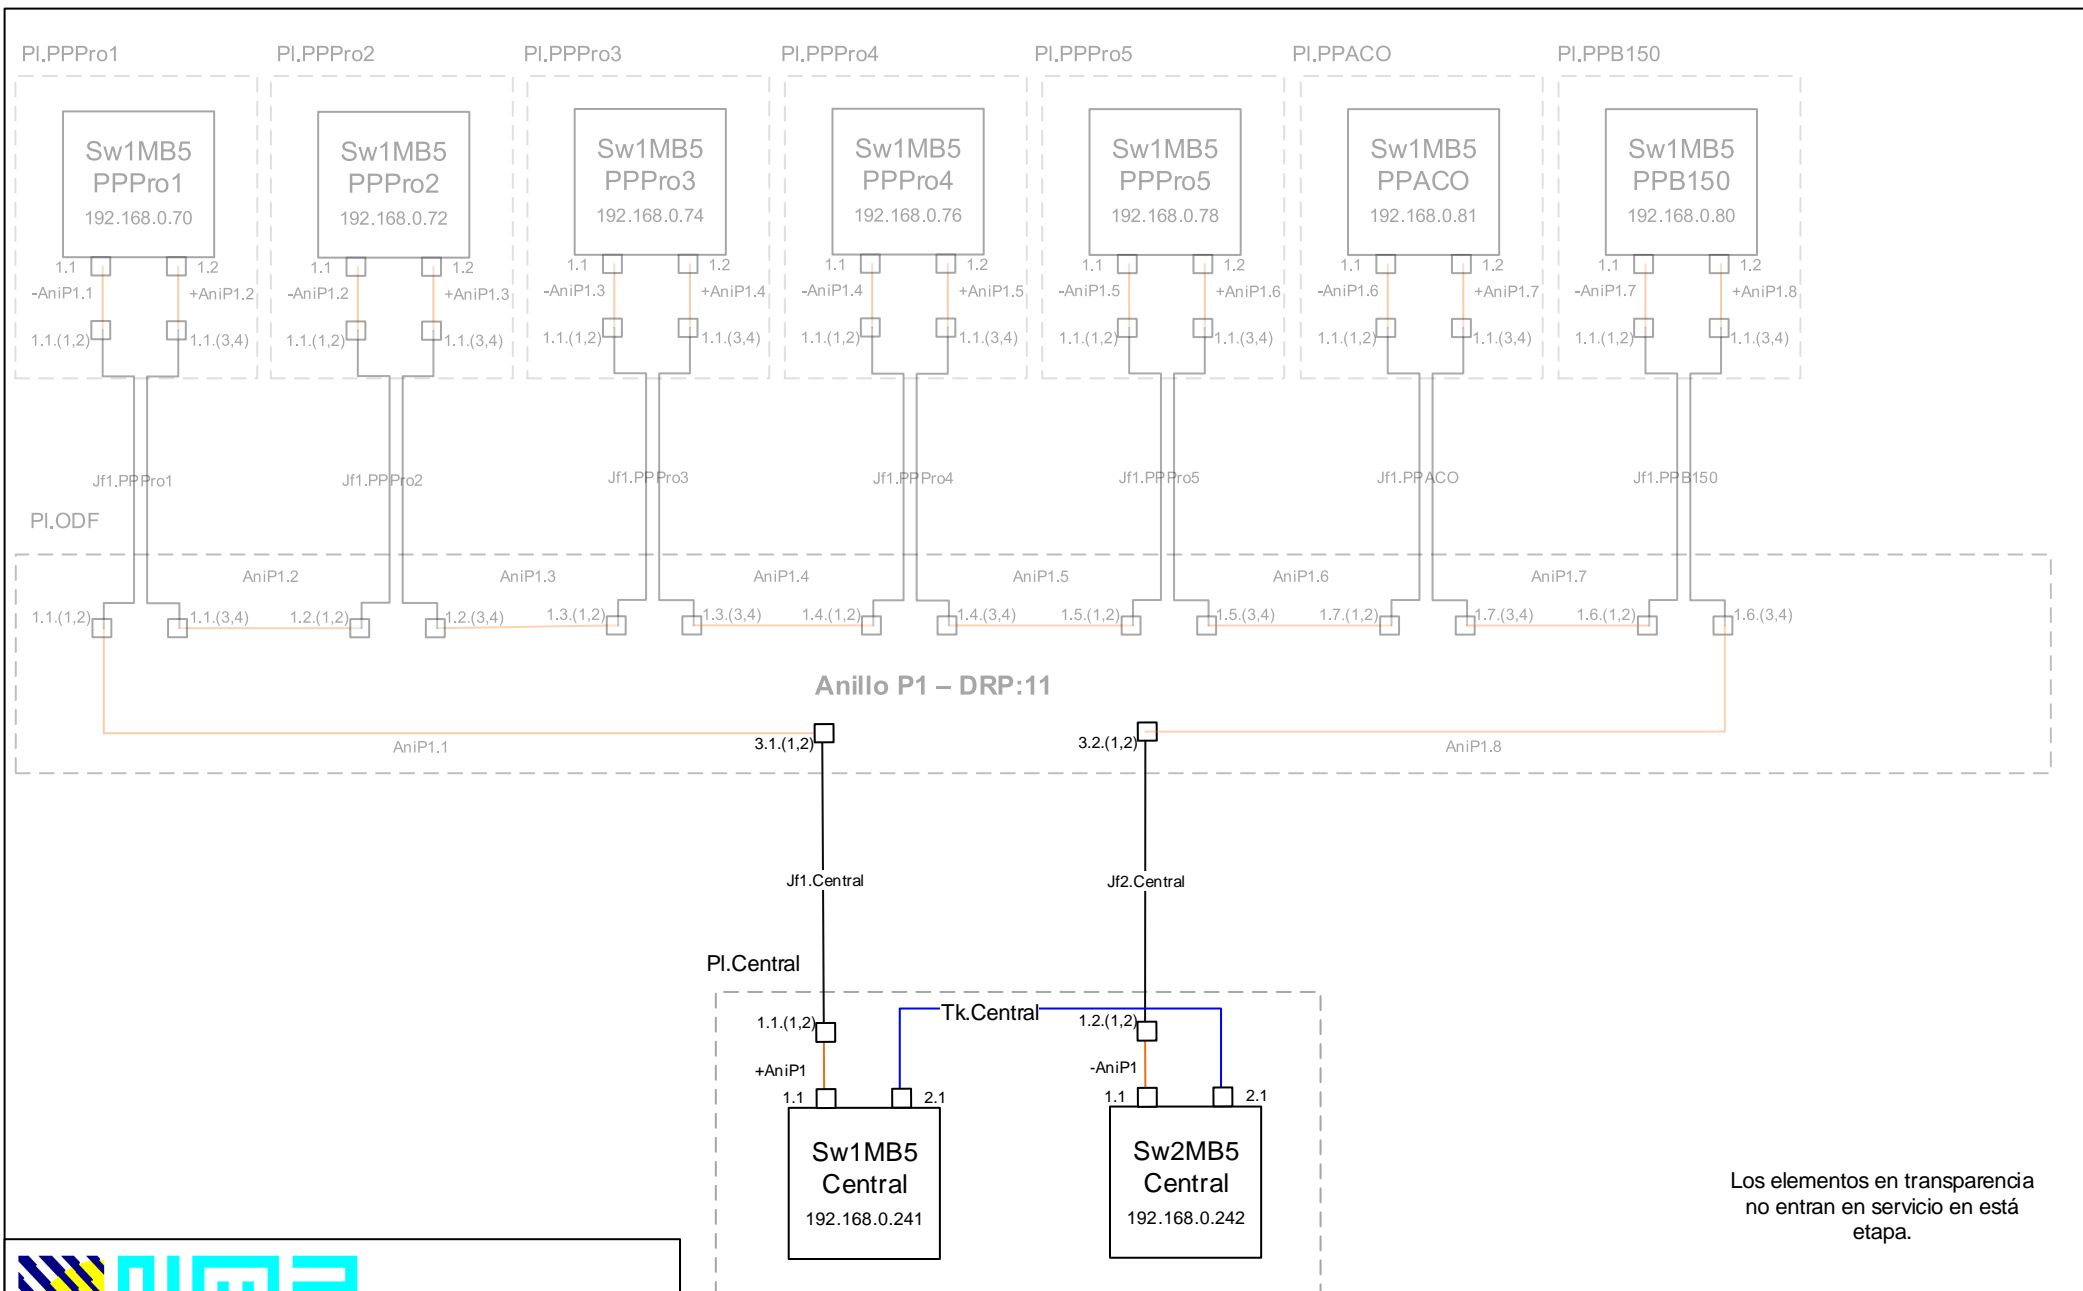 Pl.PPPro1
Pl.PPPro2
Pl.PPPro3
Pl.PPPro4
Pl.PPPro5
Pl.PPACO
Pl.PPB150
Sw1MB5
PPPro1
192.168.0.70
Sw1MB5
PPPro2
192.168.0.72
Sw1MB5
PPPro3
192.168.0.74
Sw1MB5
PPPro4
192.168.0.76
Sw1MB5
PPPro5
192.168.0.78
Sw1MB5
PPACO
192.168.0.81
Sw1MB5
PPB150
192.168.0.80
1.1 1.2
-AniP1.1 +AniP1.2
1.1.(1,2) 1.1.(3,4)
1.1 1.2
-AniP1.2 +AniP1.3
1.1.(1,2) 1.1.(3,4)
1.1 1.2
-AniP1.3 +AniP1.4
1.1.(1,2) 1.1.(3,4)
1.1 1.2
-AniP1.4 +AniP1.5
1.1.(1,2) 1.1.(3,4)
1.1 1.2
-AniP1.5 +AniP1.6
1.1.(1,2) 1.1.(3,4)
1.1 1.2
-AniP1.6 +AniP1.7
1.1.(1,2) 1.1.(3,4)
1.1 1.2
-AniP1.7 +AniP1.8
1.1.(1,2) 1.1.(3,4)
Jf1.PPPro1
Jf1.PPPro2
Jf1.PPPro3
Jf1.PPPro4
Jf1.PPPro5
Jf1.PPACO
Jf1.PPB150
Pl.ODF
AniP1.2
AniP1.3
AniP1.4
AniP1.5
AniP1.6
AniP1.7
1.1.(1,2) 1.1.(3,4) 1.2.(1,2) 1.2.(3,4) 1.3.(1,2) 1.3.(3,4) 1.4.(1,2) 1.4.(3,4) 1.5.(1,2) 1.5.(3,4) 1.7.(1,2) 1.7.(3,4) 1.6.(1,2) 1.6.(3,4)
Anillo P1 – DRP:11
AniP1.1
3.1.(1,2)
3.2.(1,2)
AniP1.8
Jf1.Central
Jf2.Central
Pl.Central
Tk.Central
1.1.(1,2)
1.2.(1,2)
+AniP1
-AniP1
1.1 2.1
1.1 2.1
Sw1MB5
Central
192.168.0.241
Sw2MB5
Central
192.168.0.242
Los elementos en transparencia
no entran en servicio en está
etapa.